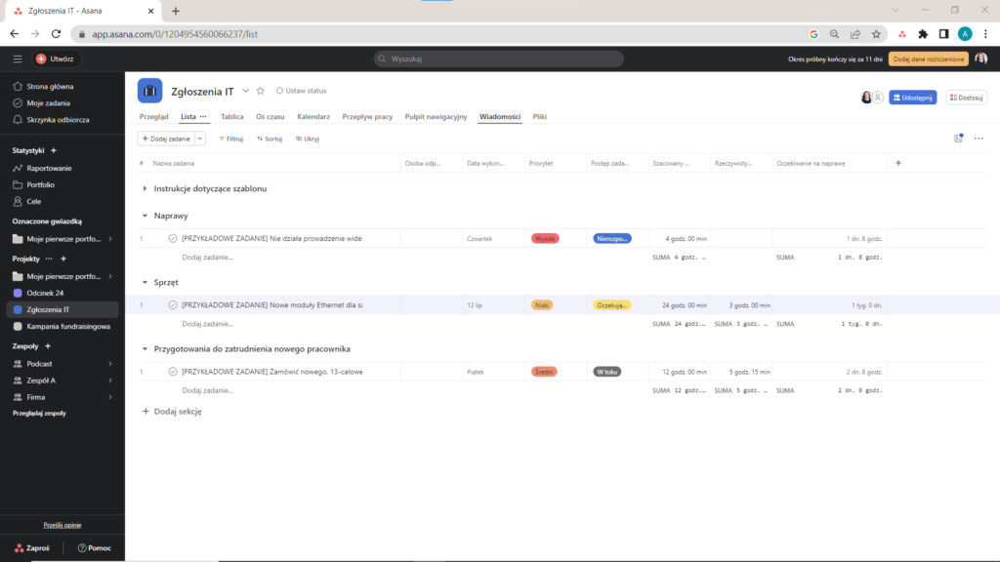 Zgłoszenia IT - Asana
app.asana.com/0/1204954560066237/list
Utwórz
Wyszukaj
Okres próbny kończy się za 11 dni
Dodaj dane rozliczeniowe
Strona główna
Moje zadania
Skrzynka odbiorcza
Statystyki
Raportowanie
Portfolio
Cele
Oznaczone gwiazdką
Moje pierwsze portfo...
Projekty
Moje pierwsze portfo...
Odcinek 24
Zgłoszenia IT
Kampania fundraisingowa
Zespoły
Podcast
Zespół A
Firma
Przeglądaj zespoły
Prześlij opinie
Zaproś
Pomoc
Zgłoszenia IT
Ustaw status
Udostępnij
Dostosuj
Przegląd Lista Tablica Oś czasu Kalendarz Przepływ pracy Pulpit nawigacyjny Wiadomości Pliki
+ Dodaj zadanie Filtruj Sortuj Ukryj
# Nazwa zadania Osoba odp... Data wykon... Priorytet Postęp zada... Szacowany ... Rzeczywisty... Oczekiwanie na naprawę +
Instrukcje dotyczące szablonu
Naprawy
1 [PRZYKŁADOWE ZADANIE] Nie działa prowadzenie wide Czwartek Wysoki Nierozpo... 4 godz. 00 min 1 dn. 8 godz.
Dodaj zadanie... SUMA 4 godz. … SUMA 1 dn. 8 godz.
Sprzęt
1 [PRZYKŁADOWE ZADANIE] Nowe moduły Ethernet dla s 12 lip Niski Oczekuja... 24 godz. 00 min 3 godz. 00 min 1 tyg. 0 dn.
Dodaj zadanie... SUMA 24 godz.… SUMA 3 godz. … SUMA 1 tyg. 0 dn.
Przygotowania do zatrudnienia nowego pracownika
1 [PRZYKŁADOWE ZADANIE] Zamówić nowego, 13-calowe Piątek Średni W toku 12 godz. 00 min 5 godz. 15 min 2 dn. 8 godz.
Dodaj zadanie... SUMA 12 godz.… SUMA 5 godz. … SUMA 2 dn. 8 godz.
+ Dodaj sekcję